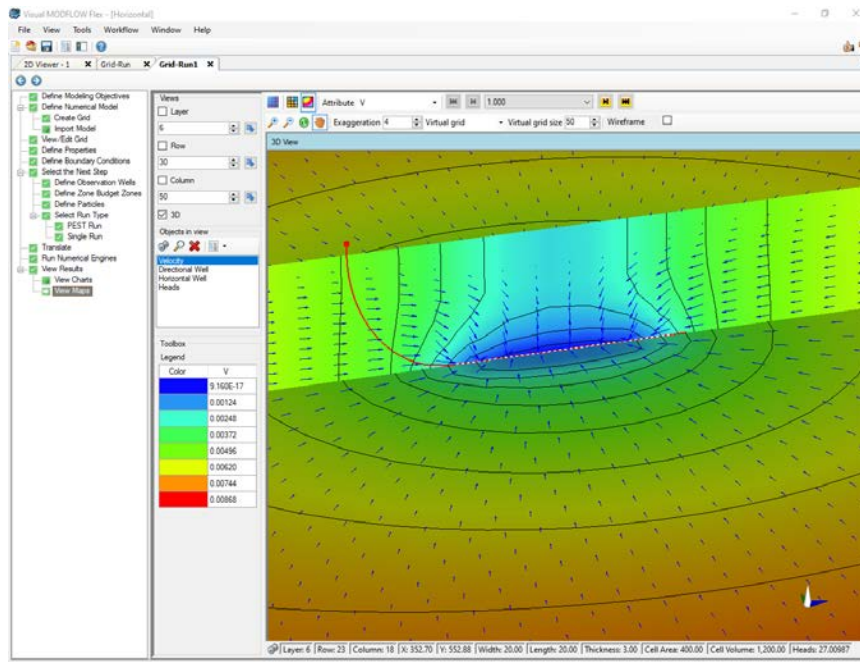 Visual MODFLOW Flex - [Horizontal]
File View Tools Workflow Window Help
2D Viewer - 1 Grid-Run Grid-Run1
Define Modeling Objectives
Define Numerical Model
Create Grid
Import Model
View/Edit Grid
Define Properties
Define Boundary Conditions
Select the Next Step
Define Observation Wells
Define Zone Budget Zones
Define Particles
Select Run Type
PEST Run
Single Run
Translate
Run Numerical Engines
View Results
View Charts
View Maps
Views
Layer
6
Row
30
Column
50
3D
Objects in view
Velocity
Directional Well
Horizontal Well
Heads
Toolbox
Legend
Color V
9.160E-17
0.00124
0.00248
0.00372
0.00496
0.00620
0.00744
0.00868
Attribute V 1.000
Exaggeration 4 Virtual grid Virtual grid size 50 Wireframe
3D View
Layer: 6 Row: 23 Column: 18 X: 352.70 Y: 552.88 Width: 20.00 Length: 20.00 Thickness: 3.00 Cell Area: 400.00 Cell Volume: 1,200.00 Heads: 27.00987